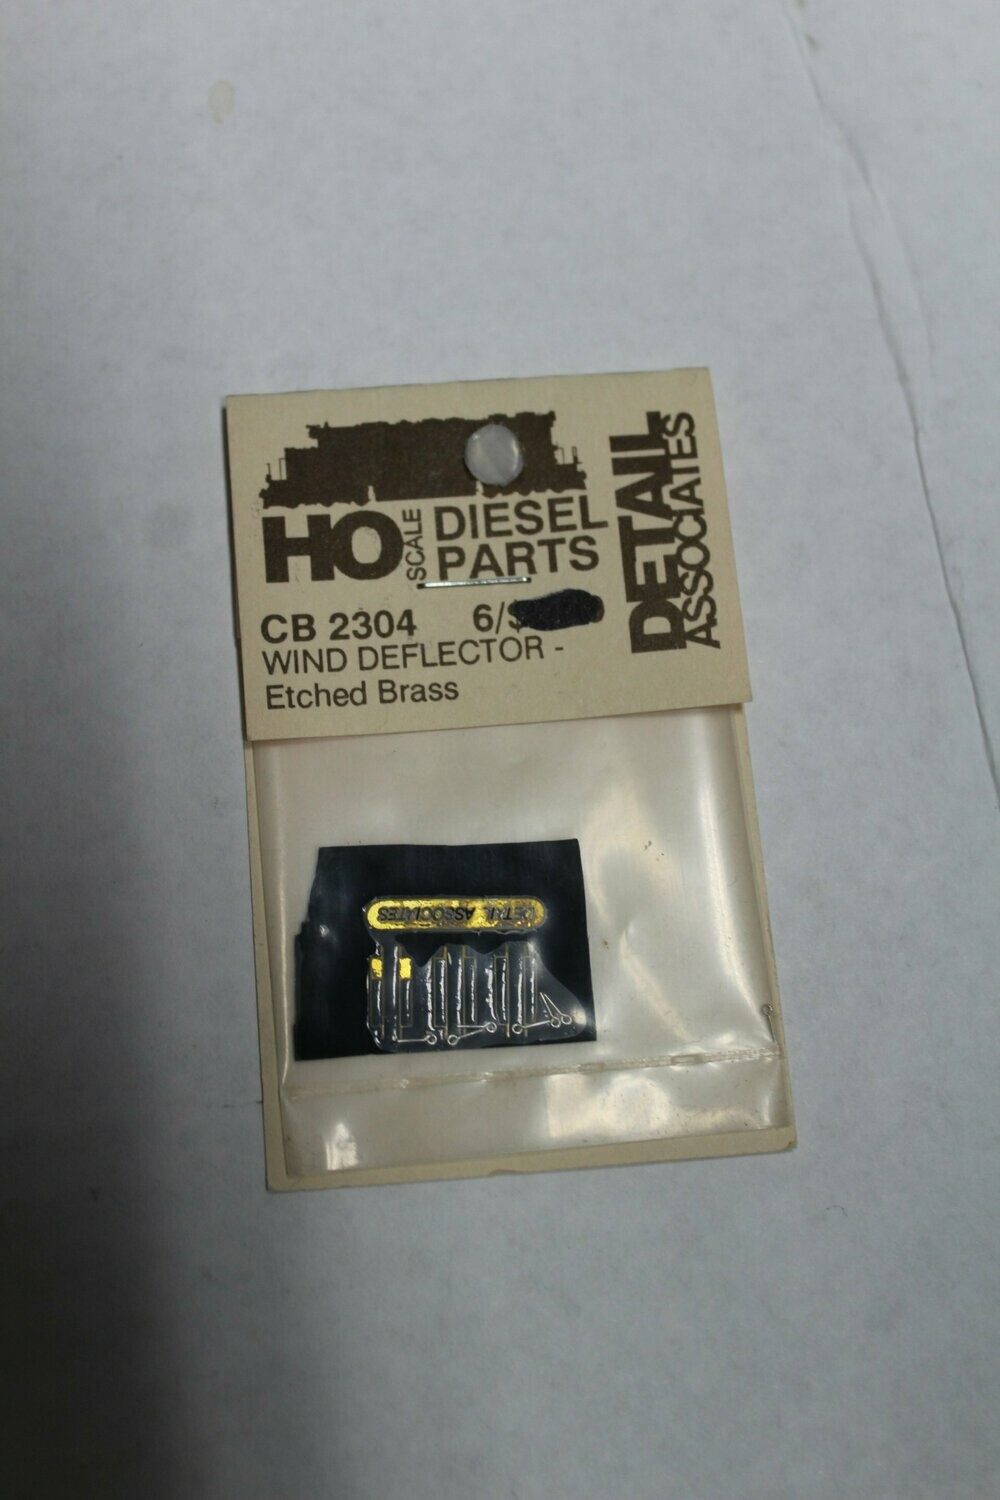 HO SCALE DIESEL PARTS
DETAIL ASSOCIATES
CB 2304 6/$
WIND DEFLECTOR -
Etched Brass
DETAIL ASSOCIATES